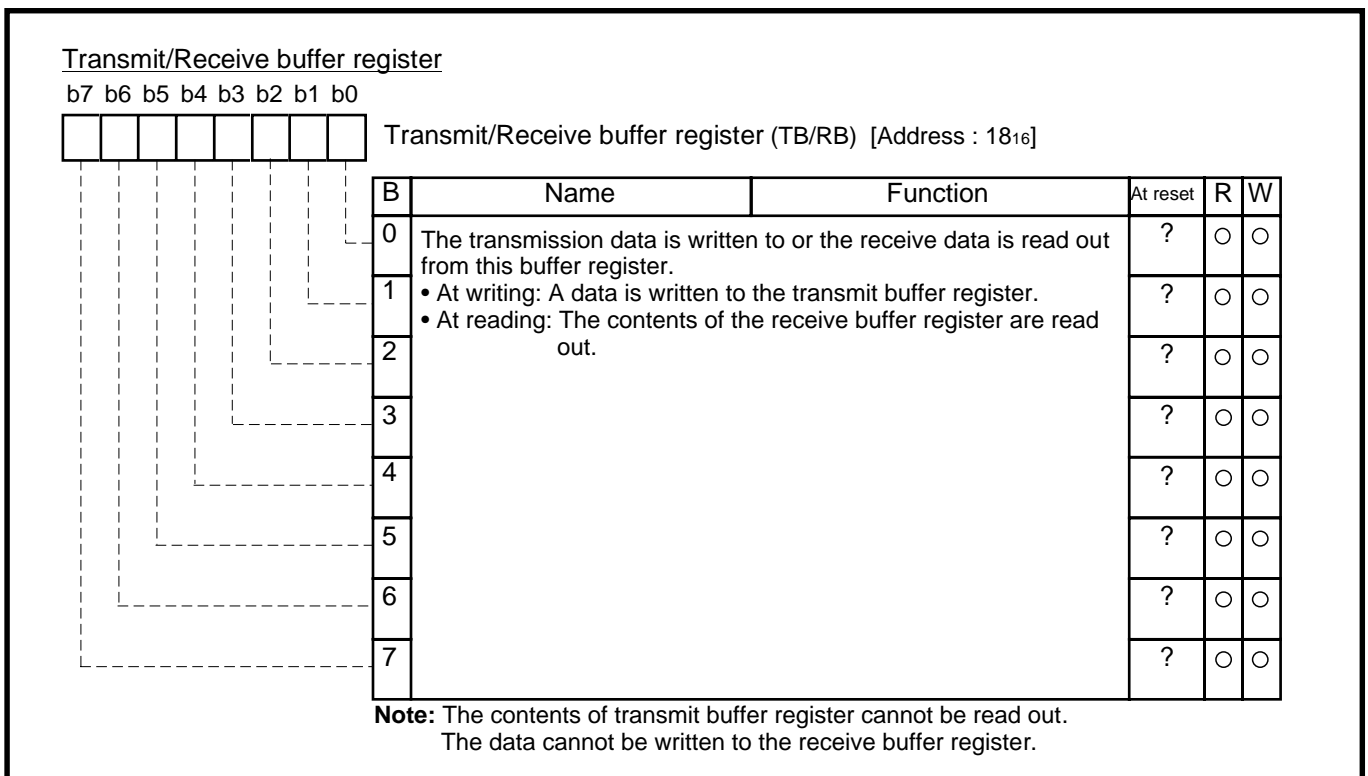 Transmit/Receive buffer register
b7 b6 b5 b4 b3 b2 b1 b0
Transmit/Receive buffer register (TB/RB) [Address : 1816]
B Name Function At reset R W
0 The transmission data is written to or the receive data is read out ? ○ ○
from this buffer register.
1 • At writing: A data is written to the transmit buffer register. ? ○ ○
• At reading: The contents of the receive buffer register are read
2 out. ? ○ ○
3 ? ○ ○
4 ? ○ ○
5 ? ○ ○
6 ? ○ ○
7 ? ○ ○
Note: The contents of transmit buffer register cannot be read out.
The data cannot be written to the receive buffer register.